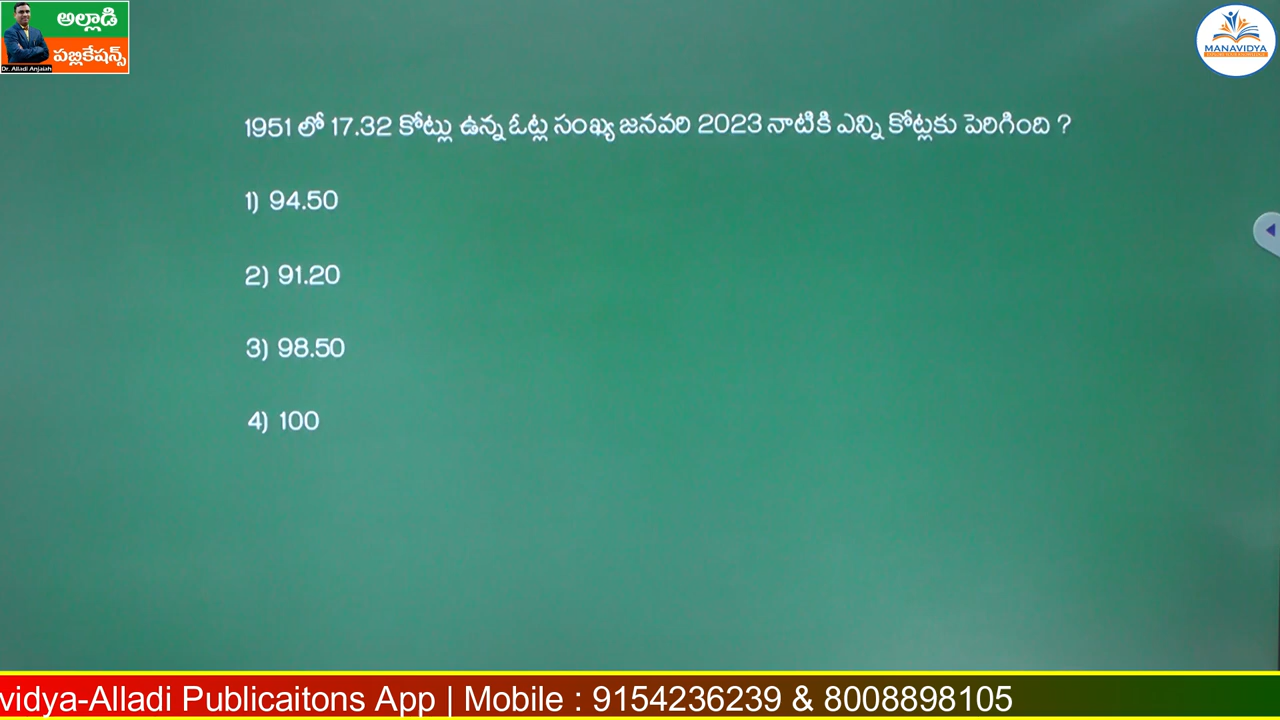 అల్లాడి
పబ్లికేషన్స్
Dr. Alladi Anjaiah
MANAVIDYA
1951 లో 17.32 కోట్లు ఉన్న ఓట్ల సంఖ్య జనవరి 2023 నాటికి ఎన్ని కోట్లకు పెరిగింది ?
1) 94.50
2) 91.20
3) 98.50
4) 100
vidya-Alladi Publicaitons App | Mobile : 9154236239 & 8008898105